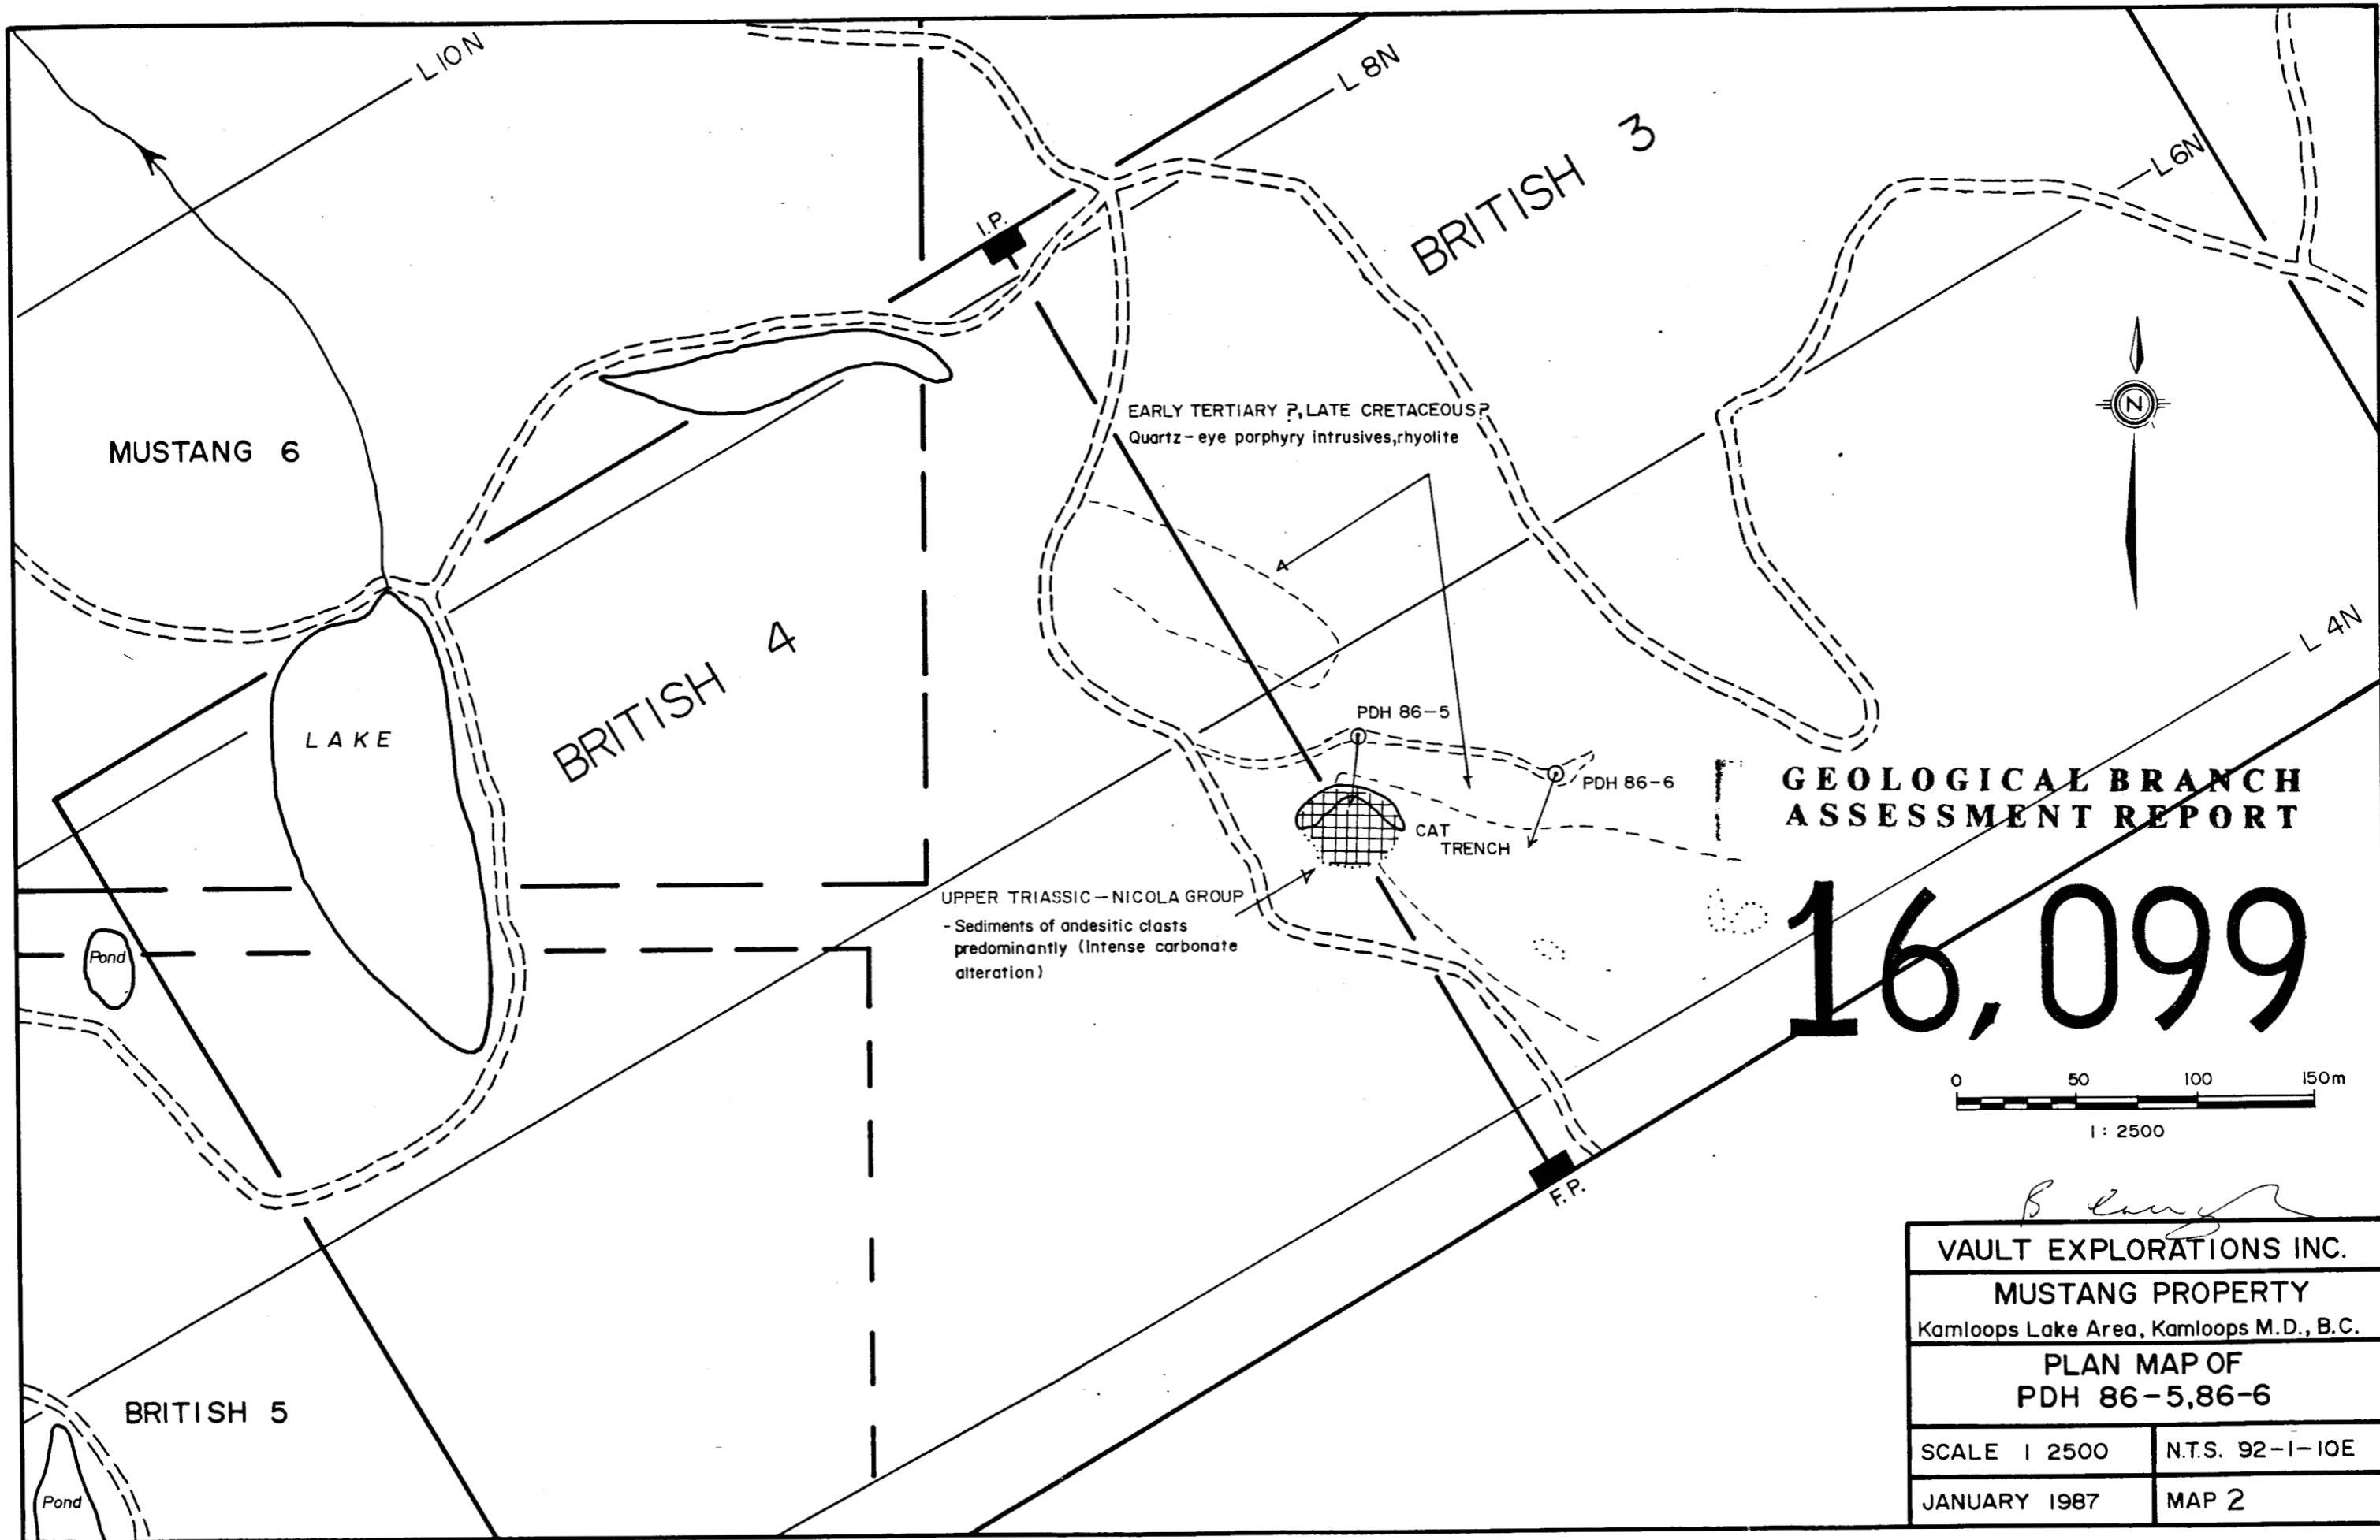 L10N
L 8N
BRITISH 3
L6N
I.P.
MUSTANG 6
EARLY TERTIARY ?, LATE CRETACEOUS?
Quartz-eye porphyry intrusives, rhyolite
N
L 4N
BRITISH 4
LAKE
PDH 86-5
PDH 86-6
CAT
TRENCH
GEOLOGICAL BRANCH
ASSESSMENT REPORT
16,099
UPPER TRIASSIC – NICOLA GROUP
- Sediments of andesitic clasts
predominantly (intense carbonate
alteration)
Pond
0 50 100 150m
1 : 2500
F.P.
BRITISH 5
Pond
VAULT EXPLORATIONS INC.
MUSTANG PROPERTY
Kamloops Lake Area, Kamloops M.D., B.C.
PLAN MAP OF
PDH 86-5,86-6
SCALE 1 2500
N.T.S. 92-I-10E
JANUARY 1987
MAP 2